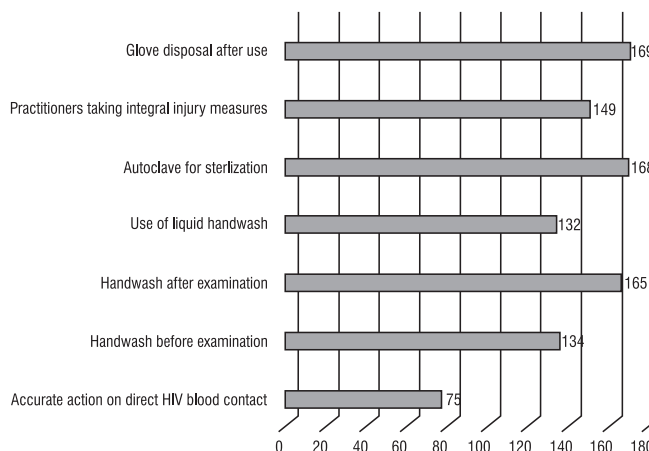 Glove disposal after use 169
Practitioners taking integral injury measures 149
Autoclave for sterlization 168
Use of liquid handwash 132
Handwash after examination 165
Handwash before examination 134
Accurate action on direct HIV blood contact 75
0 20 40 60 80 100 120 140 160 180